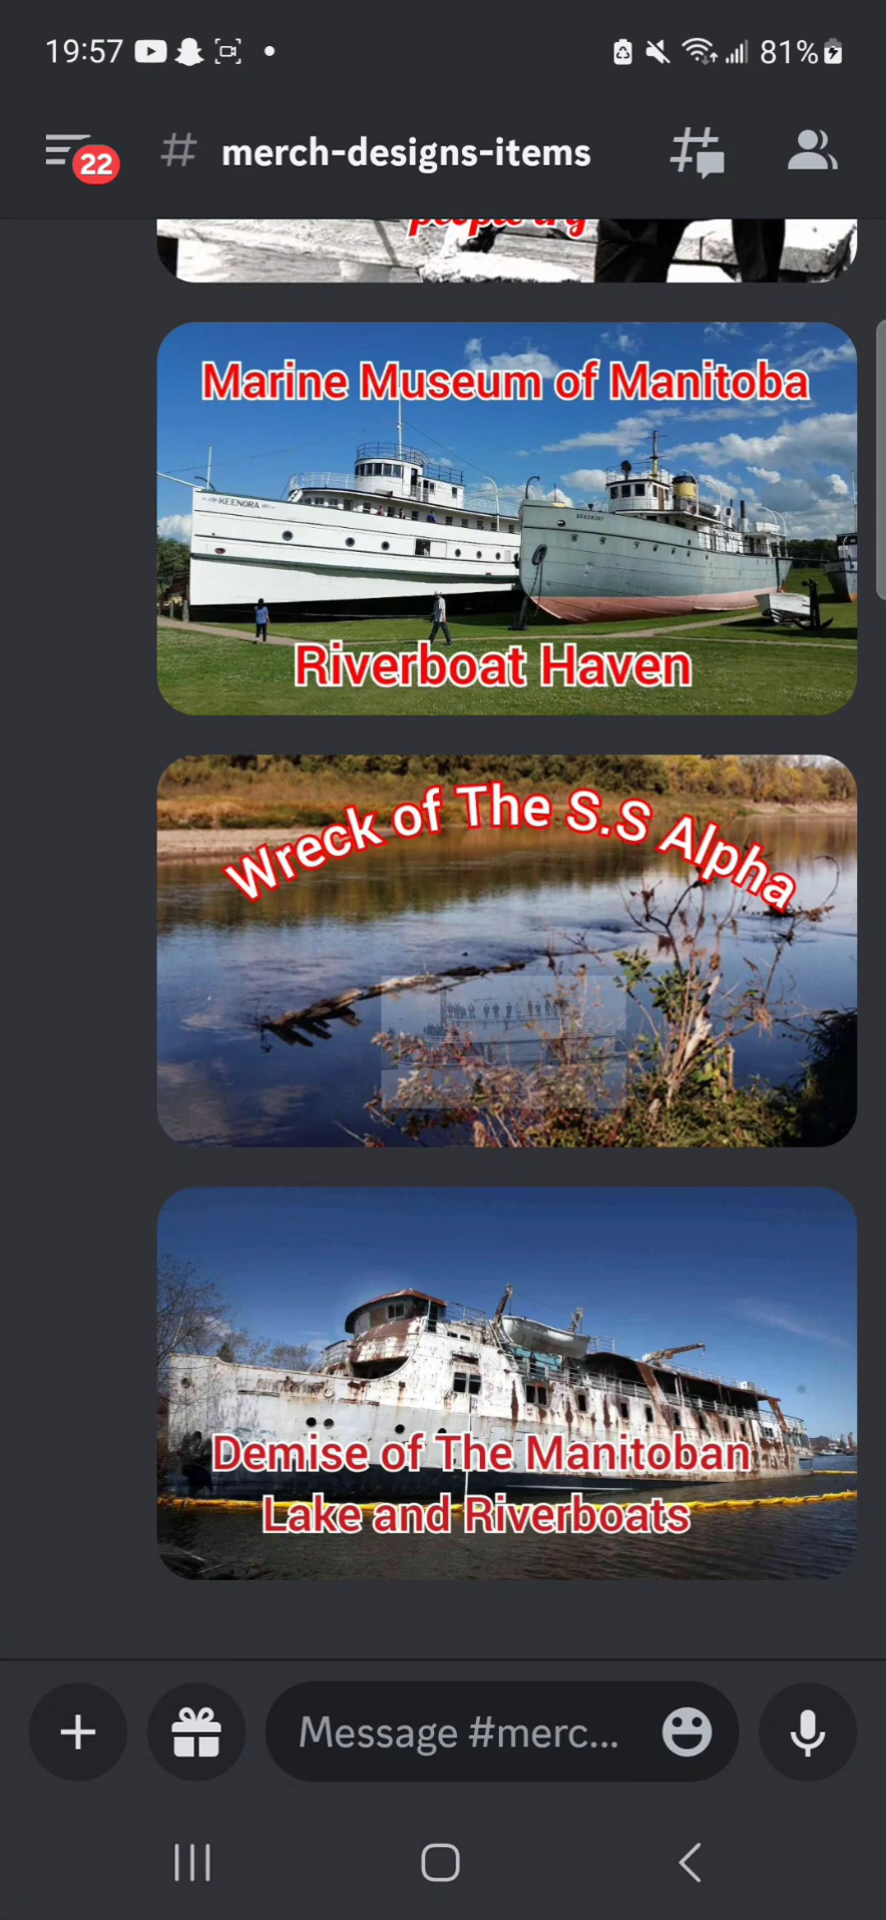 19:57
81%
22
# merch-designs-items
Marine Museum of Manitoba
KEENORA
BRADBURY
Riverboat Haven
Wreck of The S.S Alpha
Demise of The Manitoban
Lake and Riverboats
Message #merc...